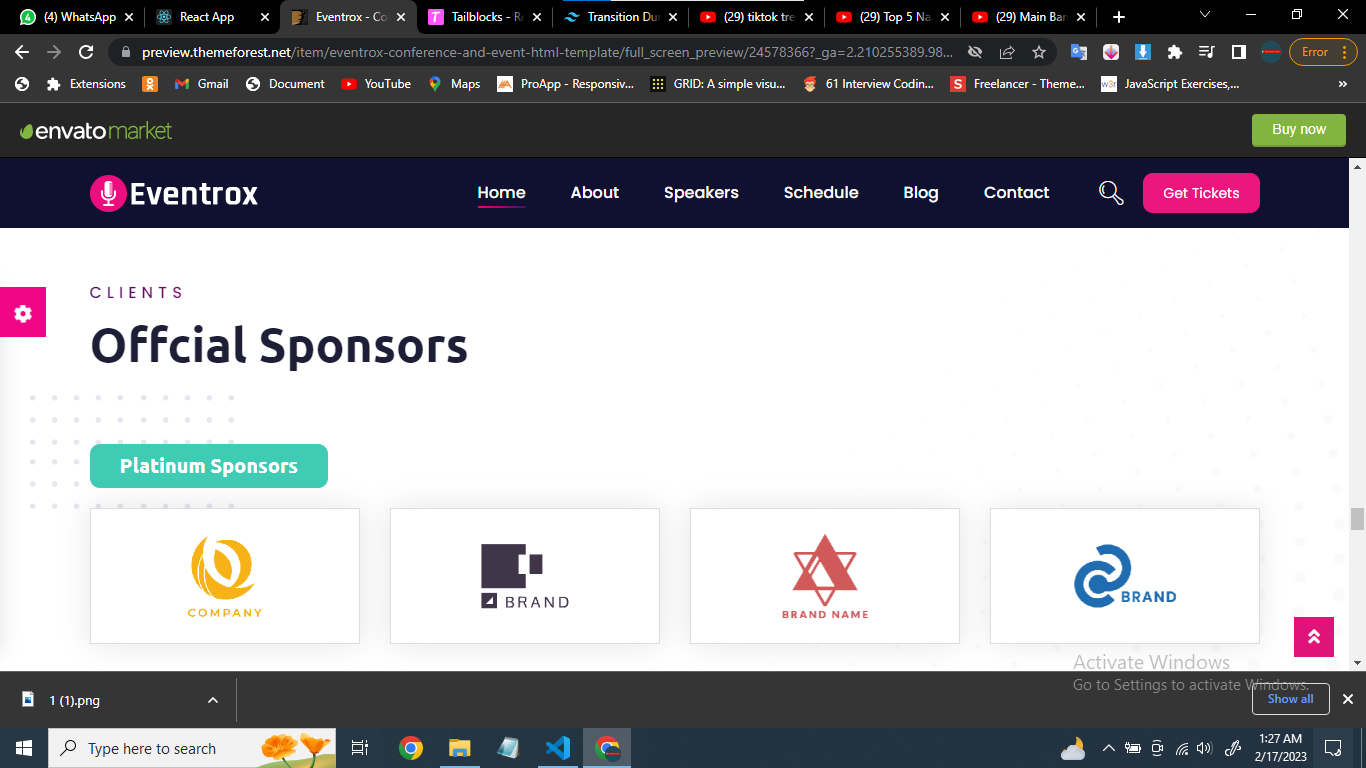 (4) WhatsApp
React App
Eventrox - Co
Tailblocks - Re
Transition Du
(29) tiktok tre
(29) Top 5 Na
(29) Main Ban
preview.themeforest.net/item/eventrox-conference-and-event-html-template/full_screen_preview/24578366?_ga=2.210255389.98...
Error
Extensions
Gmail
Document
YouTube
Maps
ProApp - Responsiv...
GRID: A simple visu...
61 Interview Codin...
Freelancer - Theme...
w3r
JavaScript Exercises,...
envatomarket
Buy now
Eventrox
Home
About
Speakers
Schedule
Blog
Contact
Get Tickets
CLIENTS
Offcial Sponsors
Platinum Sponsors
COMPANY
BRAND
BRAND NAME
BRAND
Activate Windows
Go to Settings to activate Windows.
1 (1).png
Show all
Type here to search
1:27 AM
2/17/2023